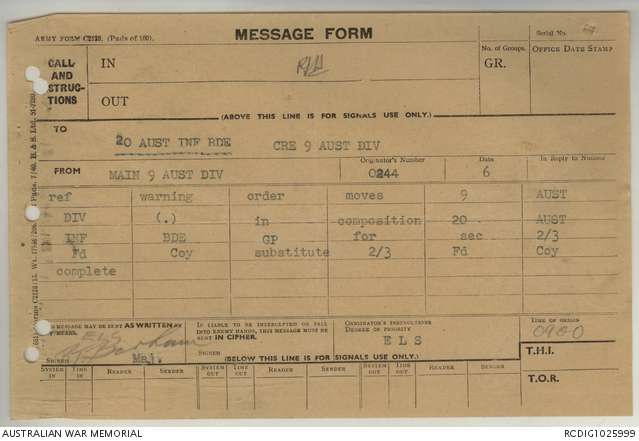 ARMY FORM C2128. (Pads of 100).
MESSAGE FORM
Serial No.
CALL AND INSTRUCTIONS
IN
No. of Groups.
GR.
OFFICE DATE STAMP
OUT
(ABOVE THIS LINE IS FOR SIGNALS USE ONLY.)
TO
20 AUST INF BDE CRE 9 AUST DIV
FROM
Originator's Number
Date
In Reply to Number
MAIN 9 AUST DIV 0244 6
ref warning order moves 9 AUST
DIV (.) in composition 20 AUST
INF BDE GP for sec 2/3
Fd Coy substitute 2/3 Fd Coy
complete
MESSAGE MAY BE SENT AS WRITTEN BY
MEANS.
IF LIABLE TO BE INTERCEPTED OR FALL INTO ENEMY HANDS, THIS MESSAGE MUST BE SENT IN CIPHER.
ORIGINATOR'S INSTRUCTIONS
DEGREE OF PRIORITY
E L S
TIME OF ORIGIN
0900
SIGNED
Maj.
SIGNED
(BELOW THIS LINE IS FOR SIGNALS USE ONLY.)
T.H.I.
SYSTEM IN TIME IN READER SENDER SYSTEM OUT TIME OUT READER SENDER SYSTEM OUT TIME OUT READER SENDER
T.O.R.
AUSTRALIAN WAR MEMORIAL
RCDIG1025999